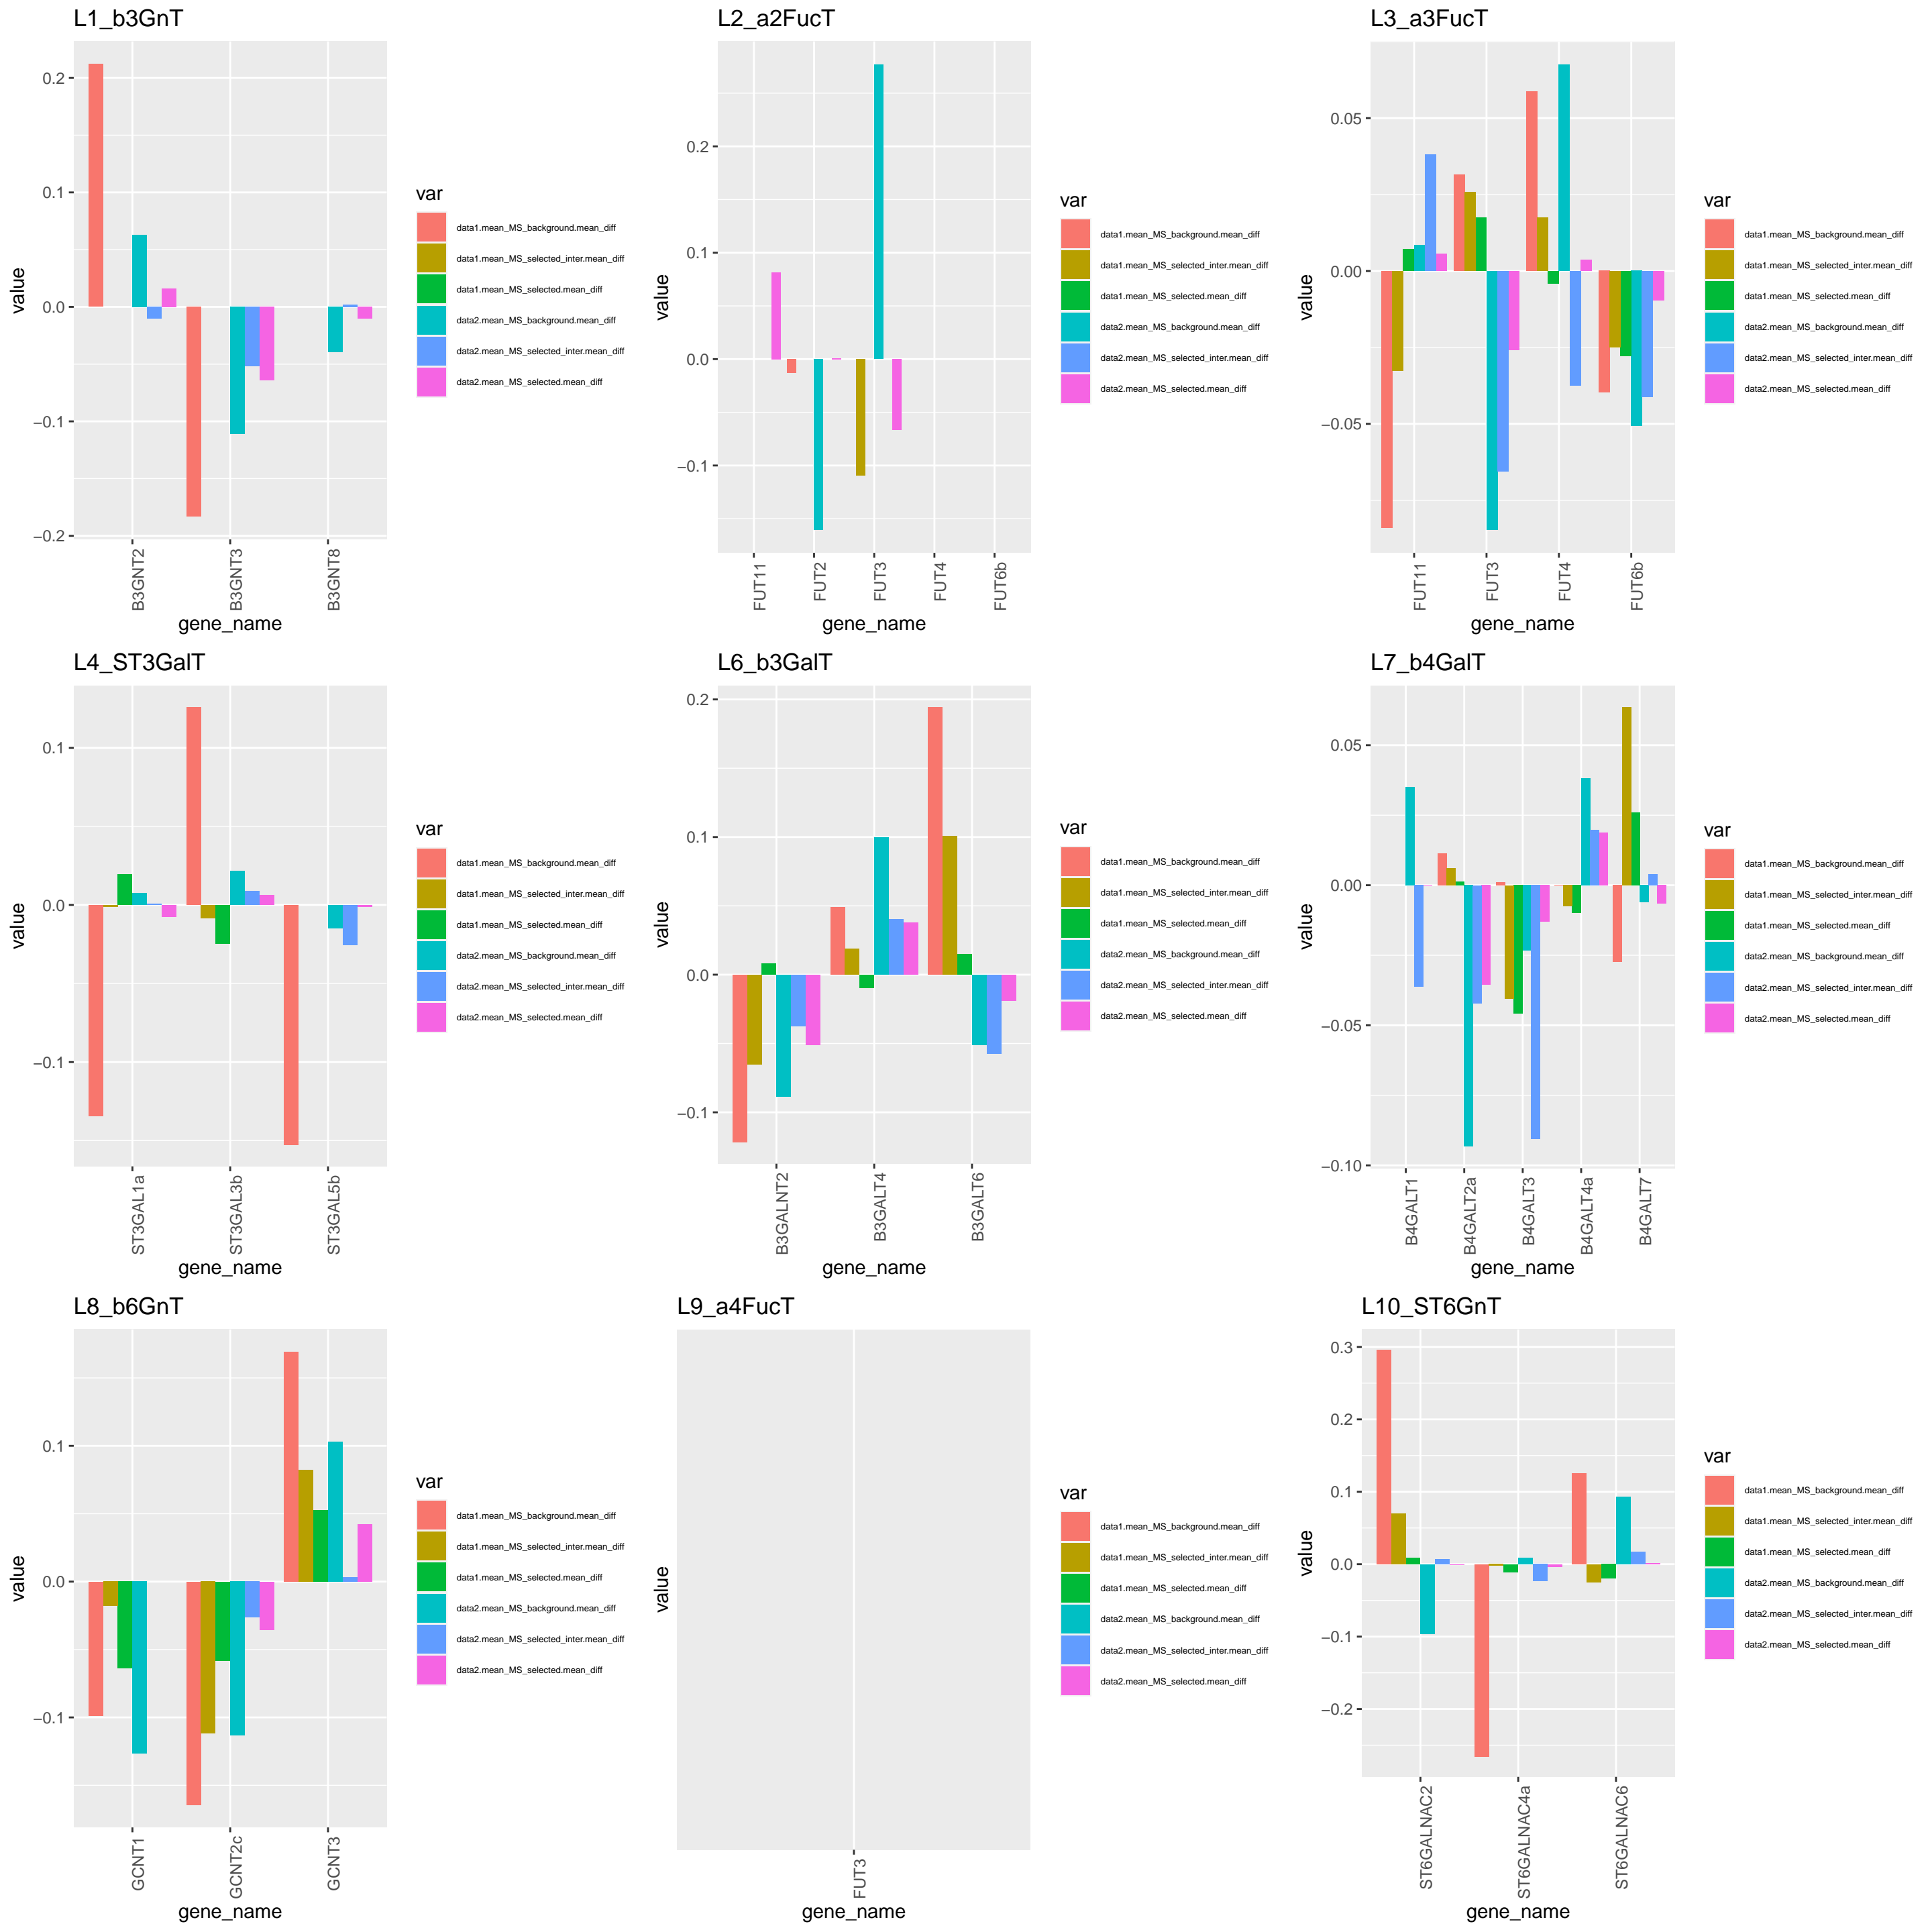 L1_b3GnT
value
0.2
0.1
0.0
−0.1
−0.2
B3GNT2
B3GNT3
B3GNT8
gene_name
var
data1.mean_MS_background.mean_diff
data1.mean_MS_selected_inter.mean_diff
data1.mean_MS_selected.mean_diff
data2.mean_MS_background.mean_diff
data2.mean_MS_selected_inter.mean_diff
data2.mean_MS_selected.mean_diff
L2_a2FucT
value
0.2
0.1
0.0
−0.1
FUT11
FUT2
FUT3
FUT4
FUT6b
gene_name
var
data1.mean_MS_background.mean_diff
data1.mean_MS_selected_inter.mean_diff
data1.mean_MS_selected.mean_diff
data2.mean_MS_background.mean_diff
data2.mean_MS_selected_inter.mean_diff
data2.mean_MS_selected.mean_diff
L3_a3FucT
value
0.05
0.00
−0.05
FUT11
FUT3
FUT4
FUT6b
gene_name
var
data1.mean_MS_background.mean_diff
data1.mean_MS_selected_inter.mean_diff
data1.mean_MS_selected.mean_diff
data2.mean_MS_background.mean_diff
data2.mean_MS_selected_inter.mean_diff
data2.mean_MS_selected.mean_diff
L4_ST3GalT
value
0.1
0.0
−0.1
ST3GAL1a
ST3GAL3b
ST3GAL5b
gene_name
var
data1.mean_MS_background.mean_diff
data1.mean_MS_selected_inter.mean_diff
data1.mean_MS_selected.mean_diff
data2.mean_MS_background.mean_diff
data2.mean_MS_selected_inter.mean_diff
data2.mean_MS_selected.mean_diff
L6_b3GalT
value
0.2
0.1
0.0
−0.1
B3GALNT2
B3GALT4
B3GALT6
gene_name
var
data1.mean_MS_background.mean_diff
data1.mean_MS_selected_inter.mean_diff
data1.mean_MS_selected.mean_diff
data2.mean_MS_background.mean_diff
data2.mean_MS_selected_inter.mean_diff
data2.mean_MS_selected.mean_diff
L7_b4GalT
value
0.05
0.00
−0.05
−0.10
B4GALT1
B4GALT2a
B4GALT3
B4GALT4a
B4GALT7
gene_name
var
data1.mean_MS_background.mean_diff
data1.mean_MS_selected_inter.mean_diff
data1.mean_MS_selected.mean_diff
data2.mean_MS_background.mean_diff
data2.mean_MS_selected_inter.mean_diff
data2.mean_MS_selected.mean_diff
L8_b6GnT
value
0.1
0.0
−0.1
GCNT1
GCNT2c
GCNT3
gene_name
var
data1.mean_MS_background.mean_diff
data1.mean_MS_selected_inter.mean_diff
data1.mean_MS_selected.mean_diff
data2.mean_MS_background.mean_diff
data2.mean_MS_selected_inter.mean_diff
data2.mean_MS_selected.mean_diff
L9_a4FucT
value
FUT3
gene_name
var
data1.mean_MS_background.mean_diff
data1.mean_MS_selected_inter.mean_diff
data1.mean_MS_selected.mean_diff
data2.mean_MS_background.mean_diff
data2.mean_MS_selected_inter.mean_diff
data2.mean_MS_selected.mean_diff
L10_ST6GnT
value
0.3
0.2
0.1
0.0
−0.1
−0.2
ST6GALNAC2
ST6GALNAC4a
ST6GALNAC6
gene_name
var
data1.mean_MS_background.mean_diff
data1.mean_MS_selected_inter.mean_diff
data1.mean_MS_selected.mean_diff
data2.mean_MS_background.mean_diff
data2.mean_MS_selected_inter.mean_diff
data2.mean_MS_selected.mean_diff